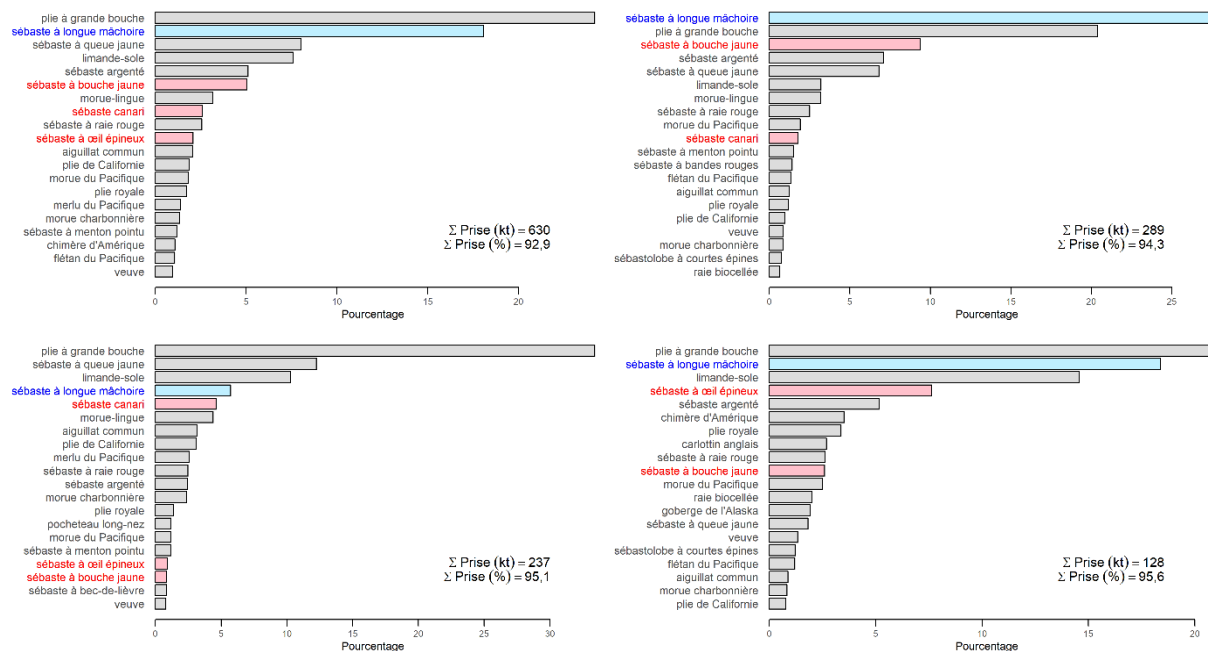 plie à grande bouche
sébaste à longue mâchoire
sébaste à queue jaune
limande-sole
sébaste argenté
sébaste à bouche jaune
morue-lingue
sébaste canari
sébaste à raie rouge
sébaste à œil épineux
aiguillat commun
plie de Californie
morue du Pacifique
plie royale
merlu du Pacifique
morue charbonnière
sébaste à menton pointu
chimère d'Amérique
flétan du Pacifique
veuve
Σ Prise (kt) = 630
Σ Prise (%) = 92,9
0 5 10 15 20
Pourcentage
sébaste à longue mâchoire
plie à grande bouche
sébaste à bouche jaune
sébaste argenté
sébaste à queue jaune
limande-sole
morue-lingue
sébaste à raie rouge
morue du Pacifique
sébaste canari
sébaste à menton pointu
sébaste à bandes rouges
flétan du Pacifique
aiguillat commun
plie royale
plie de Californie
veuve
morue charbonnière
sébastolobe à courtes épines
raie biocellée
Σ Prise (kt) = 289
Σ Prise (%) = 94,3
0 5 10 15 20 25
Pourcentage
plie à grande bouche
sébaste à queue jaune
limande-sole
sébaste à longue mâchoire
sébaste canari
morue-lingue
aiguillat commun
plie de Californie
merlu du Pacifique
sébaste à raie rouge
sébaste argenté
morue charbonnière
plie royale
pocheteau long-nez
morue du Pacifique
sébaste à menton pointu
sébaste à œil épineux
sébaste à bouche jaune
sébaste à bec-de-lièvre
veuve
Σ Prise (kt) = 237
Σ Prise (%) = 95,1
0 5 10 15 20 25 30
Pourcentage
plie à grande bouche
sébaste à longue mâchoire
limande-sole
sébaste à œil épineux
sébaste argenté
chimère d'Amérique
plie royale
carlottin anglais
sébaste à raie rouge
sébaste à bouche jaune
morue du Pacifique
raie biocellée
goberge de l'Alaska
sébaste à queue jaune
veuve
sébastolobe à courtes épines
flétan du Pacifique
aiguillat commun
morue charbonnière
plie de Californie
Σ Prise (kt) = 128
Σ Prise (%) = 95,6
0 5 10 15 20
Pourcentage